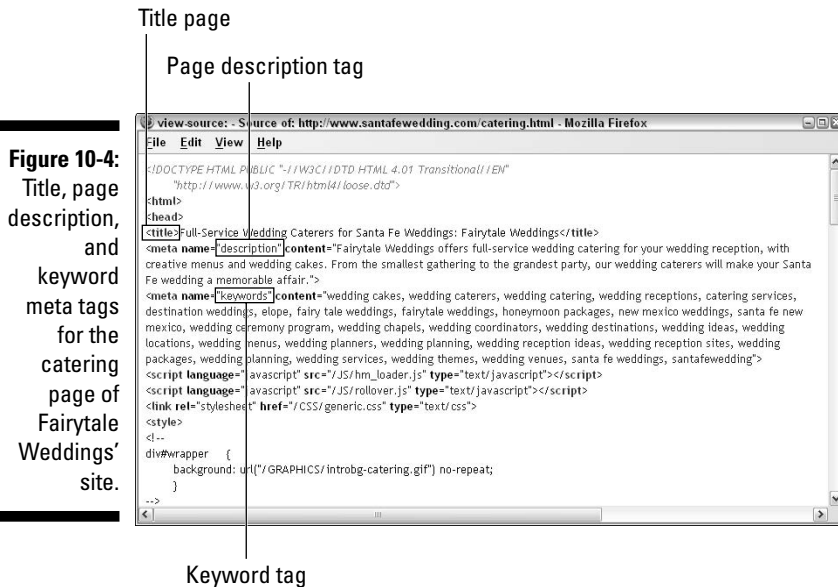 Title page
Page description tag
Figure 10-4:
Title, page
description,
and
keyword
meta tags
for the
catering
page of
Fairytale
Weddings’
site.
view-source: - Source of: http://www.santafewedding.com/catering.html - Mozilla Firefox
File Edit View Help
<!DOCTYPE HTML PUBLIC "-//W3C//DTD HTML 4.01 Transitional//EN"
"http://www.w3.org/TR/html4/loose.dtd">
<html>
<head>
<title>Full-Service Wedding Caterers for Santa Fe Weddings: Fairytale Weddings</title>
<meta name="description" content="Fairytale Weddings offers full-service wedding catering for your wedding reception, with
creative menus and wedding cakes. From the smallest gathering to the grandest party, our wedding caterers will make your Santa
Fe wedding a memorable affair.">
<meta name="keywords" content="wedding cakes, wedding caterers, wedding catering, wedding receptions, catering services,
destination weddings, elope, fairy tale weddings, fairytale weddings, honeymoon packages, new mexico weddings, santa fe new
mexico, wedding ceremony program, wedding chapels, wedding coordinators, wedding destinations, wedding ideas, wedding
locations, wedding menus, wedding planners, wedding planning, wedding reception ideas, wedding reception sites, wedding
packages, wedding planning, wedding services, wedding themes, wedding venues, santa fe weddings, santafewedding">
<script language="javascript" src="/JS/hm_loader.js" type="text/javascript"></script>
<script language="javascript" src="/JS/rollover.js" type="text/javascript"></script>
<link rel="stylesheet" href="/CSS/generic.css" type="text/css">
<style>
<!--
div#wrapper {
background: url("/GRAPHICS/introbg-catering.gif") no-repeat;
}
-->
Keyword tag